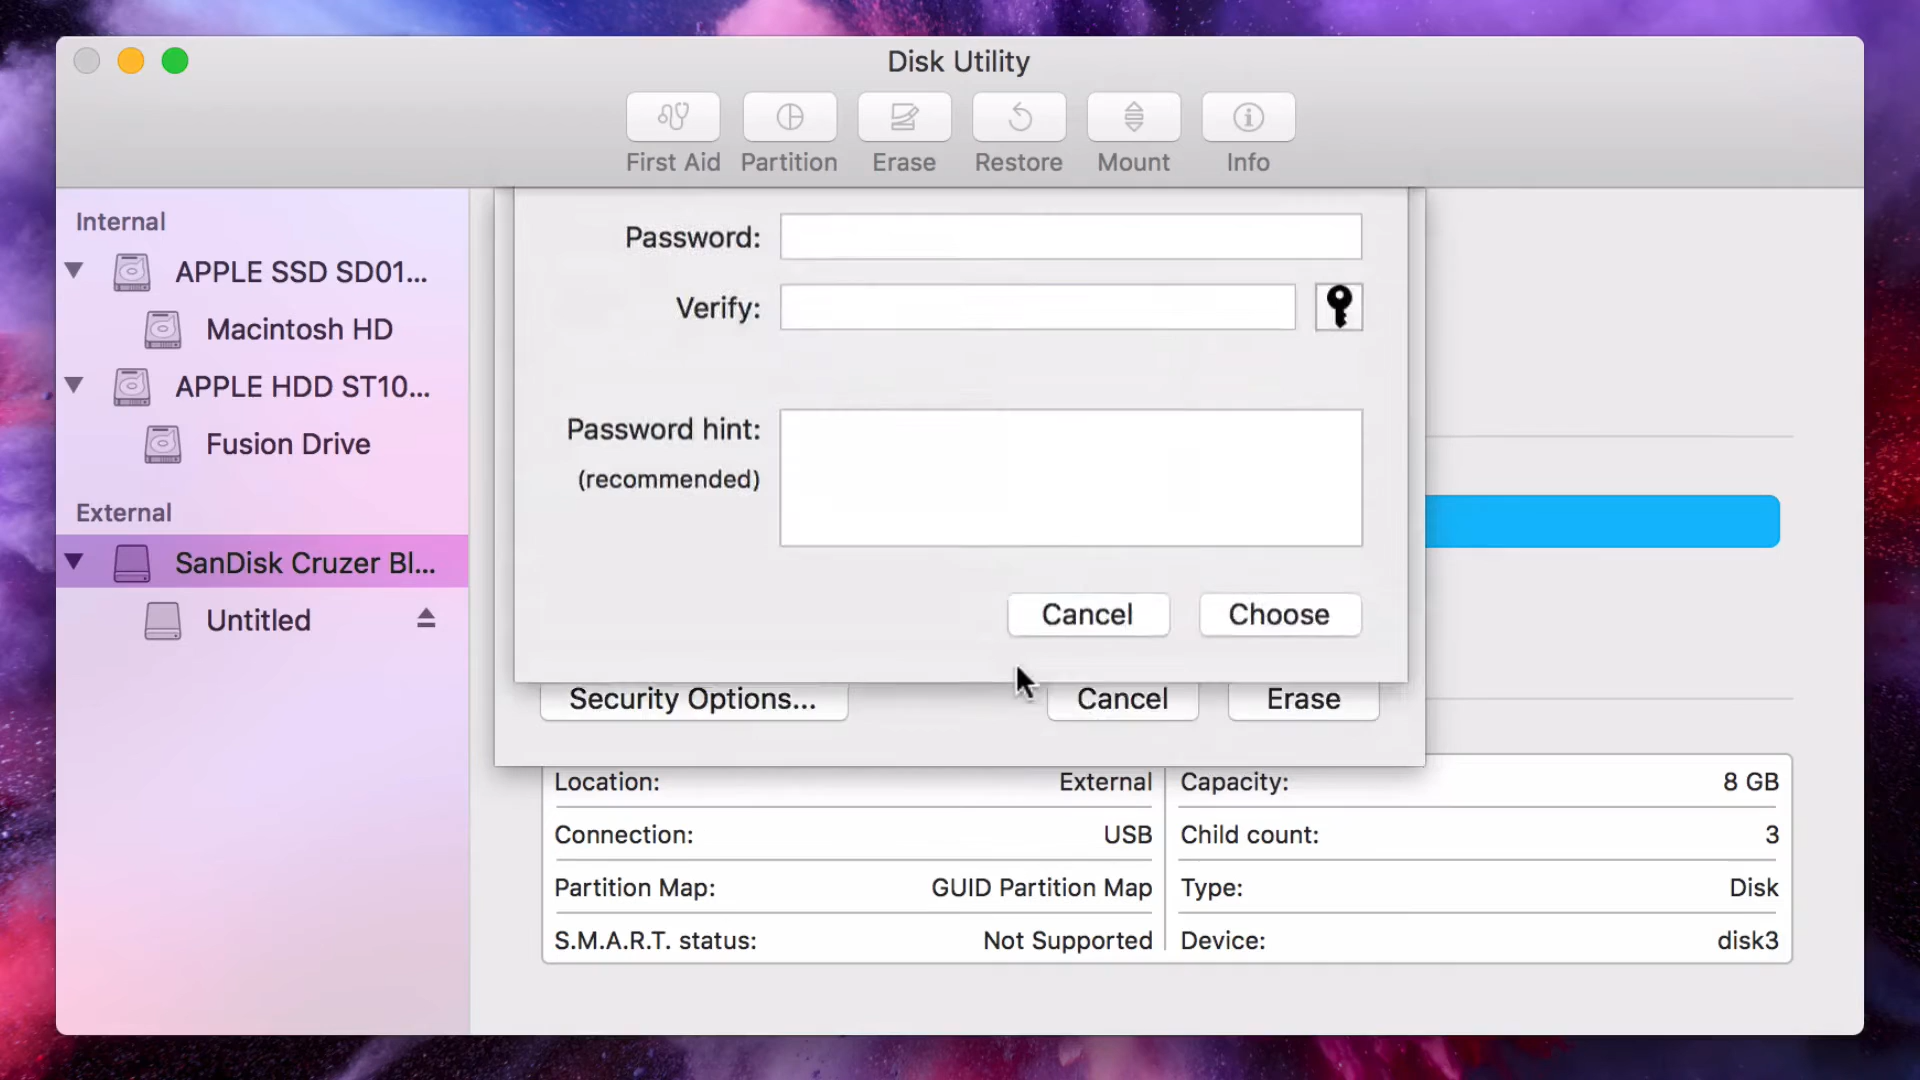 Disk Utility
First Aid
Partition
Erase
Restore
Mount
Info
Internal
APPLE SSD SD01...
Macintosh HD
APPLE HDD ST10...
Fusion Drive
External
SanDisk Cruzer Bl...
Untitled
Password:
Verify:
Password hint:
(recommended)
Cancel
Choose
Security Options...
Cancel
Erase
Location:
External
Capacity:
8 GB
Connection:
USB
Child count:
3
Partition Map:
GUID Partition Map
Type:
Disk
S.M.A.R.T. status:
Not Supported
Device:
disk3